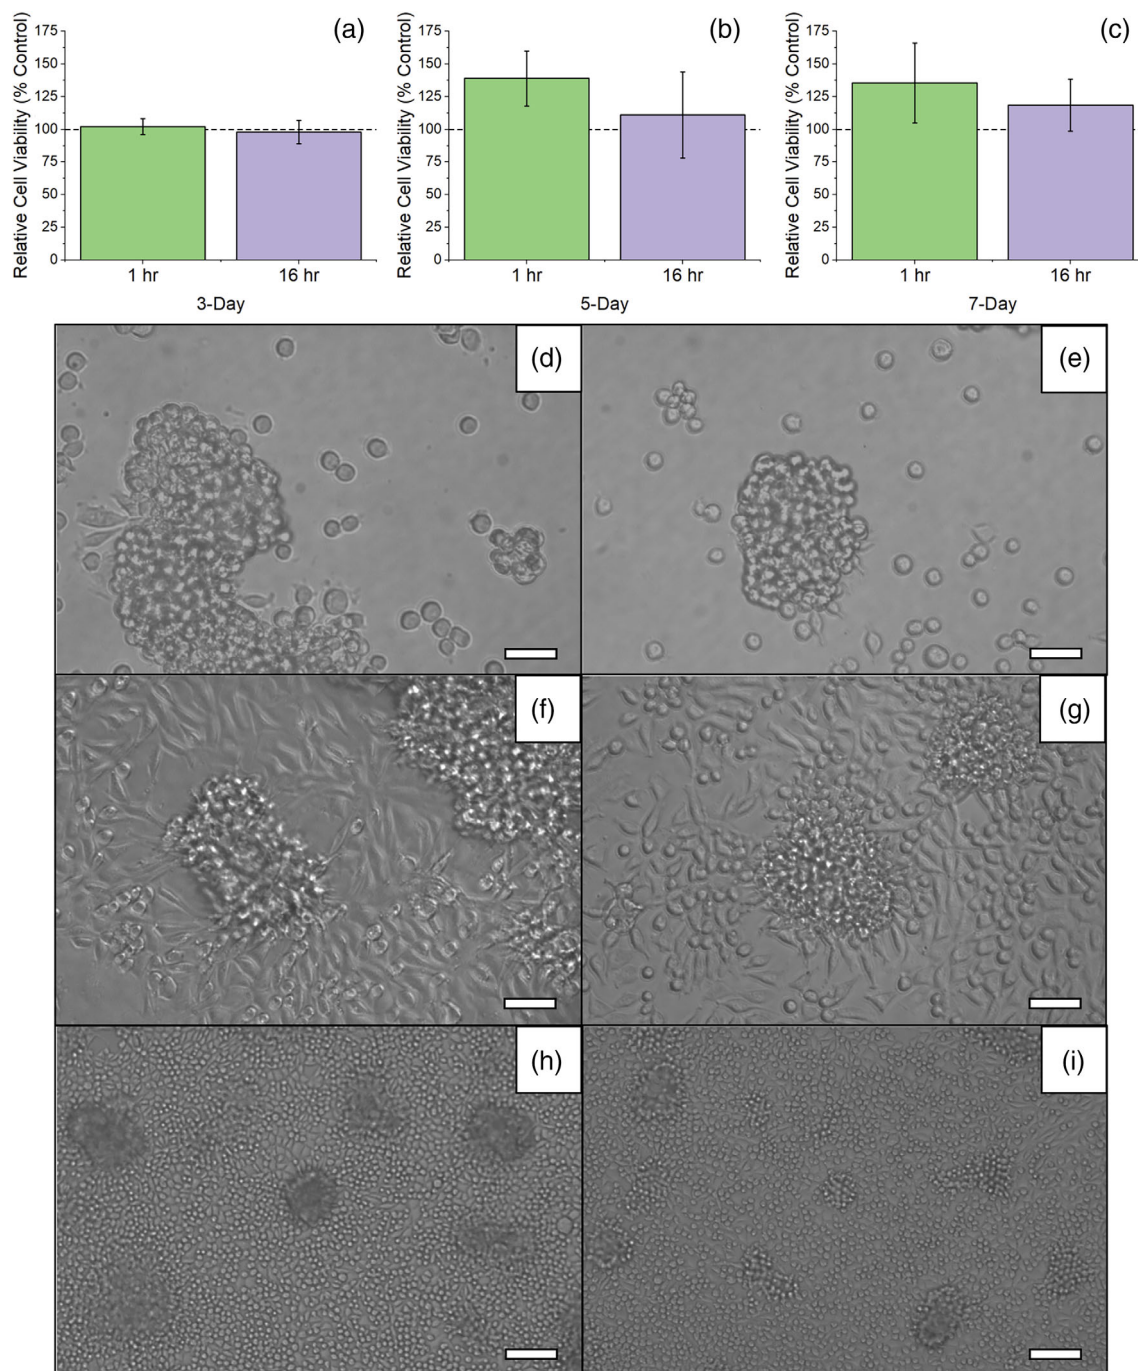 (a)
Relative Cell Viability (% Control)
175
150
125
100
75
50
25
0
1 hr 16 hr
3-Day
(b)
Relative Cell Viability (% Control)
175
150
125
100
75
50
25
0
1 hr 16 hr
5-Day
(c)
Relative Cell Viability (% Control)
175
150
125
100
75
50
25
0
1 hr 16 hr
7-Day
(d)
(e)
(f)
(g)
(h)
(i)